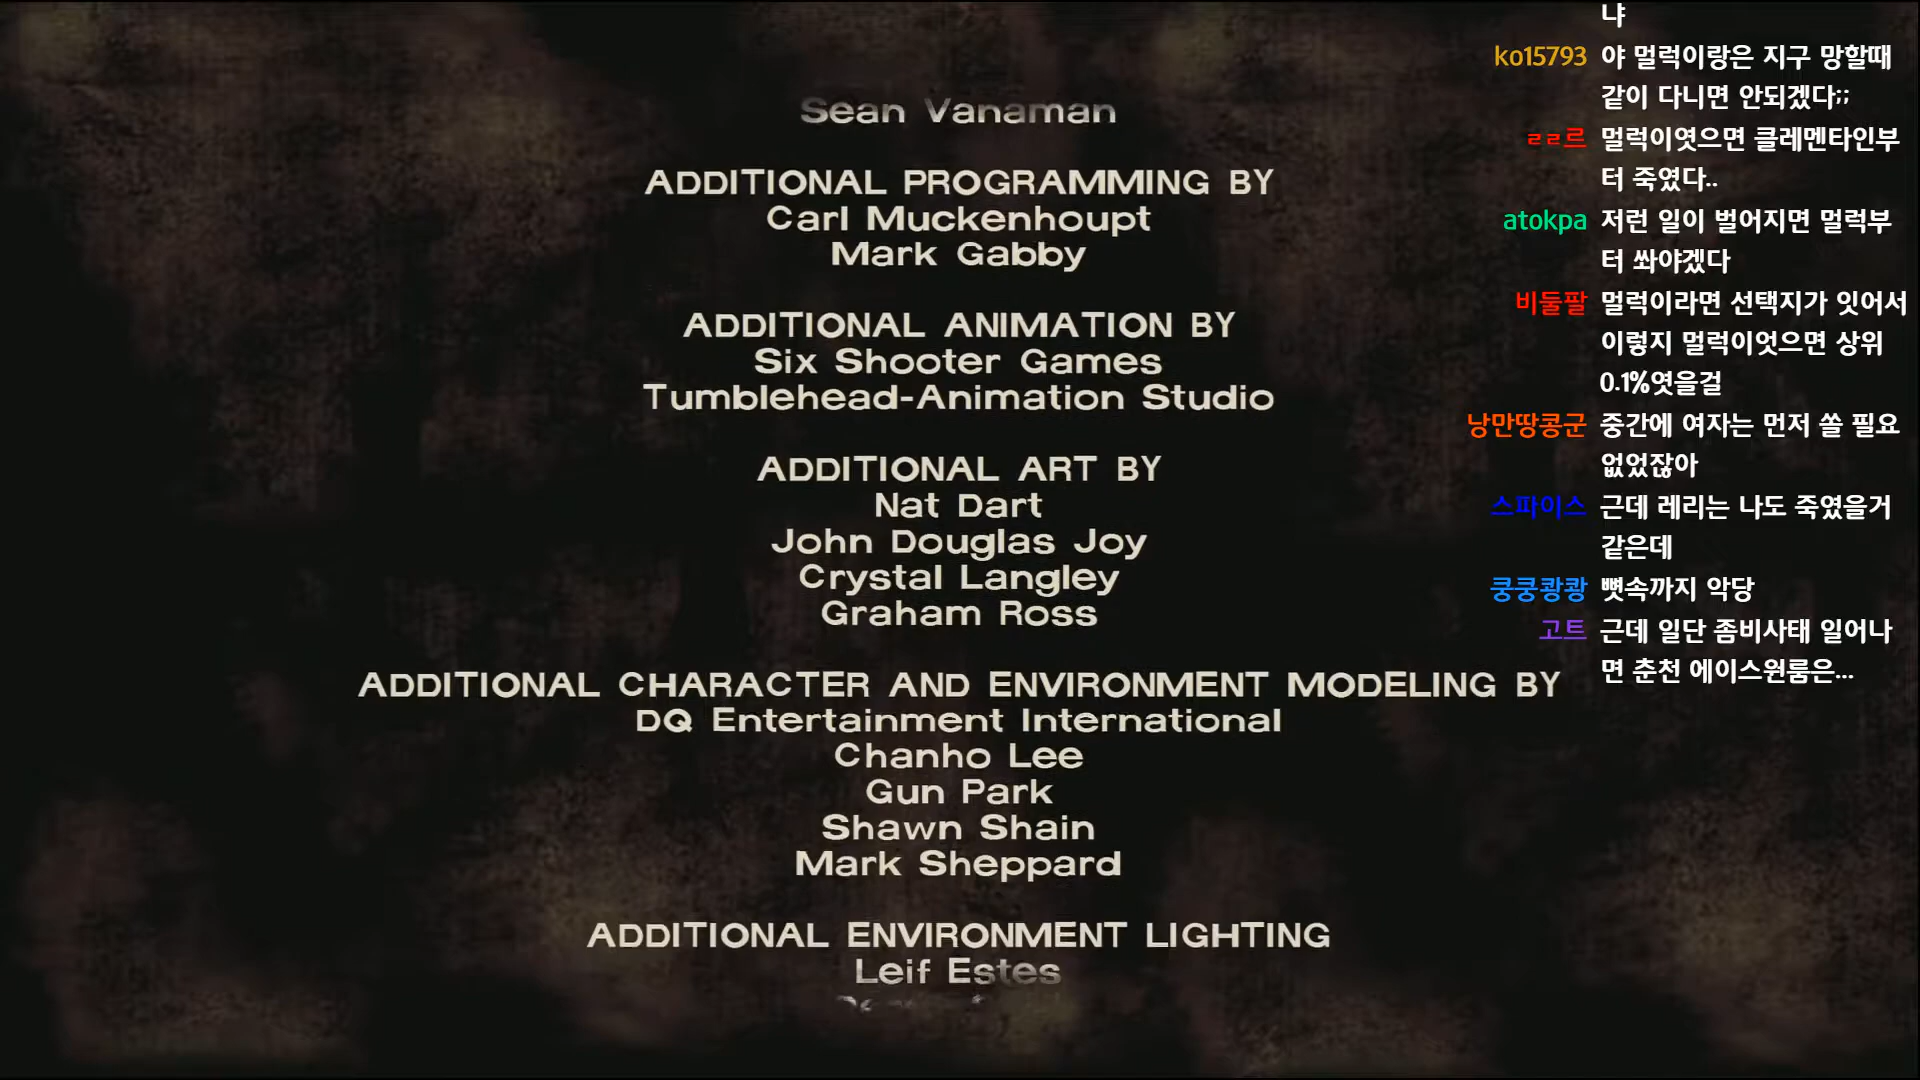 Sean Vanaman
ADDITIONAL PROGRAMMING BY
Carl Muckenhoupt
Mark Gabby
ADDITIONAL ANIMATION BY
Six Shooter Games
Tumblehead-Animation Studio
ADDITIONAL ART BY
Nat Dart
John Douglas Joy
Crystal Langley
Graham Ross
ADDITIONAL CHARACTER AND ENVIRONMENT MODELING BY
DQ Entertainment International
Chanho Lee
Gun Park
Shawn Shain
Mark Sheppard
ADDITIONAL ENVIRONMENT LIGHTING
Leif Estes
냐
ko15793 야 멀럭이랑은 지구 망할때
같이 다니면 안되겠다;;
ㄹㄹ르 멀럭이엿으면 클레멘타인부
터 죽였다..
atokpa 저런 일이 벌어지면 멀럭부
터 쏴야겠다
비둘팔 멀럭이라면 선택지가 잇어서
이렇지 멀럭이엇으면 상위
0.1%엿을걸
낭만땅콩군 중간에 여자는 먼저 쏠 필요
없었잖아
스파이스 근데 레리는 나도 죽였을거
같은데
쿵쿵쾅쾅 뼛속까지 악당
고트 근데 일단 좀비사태 일어나
면 춘천 에이스원룸은...